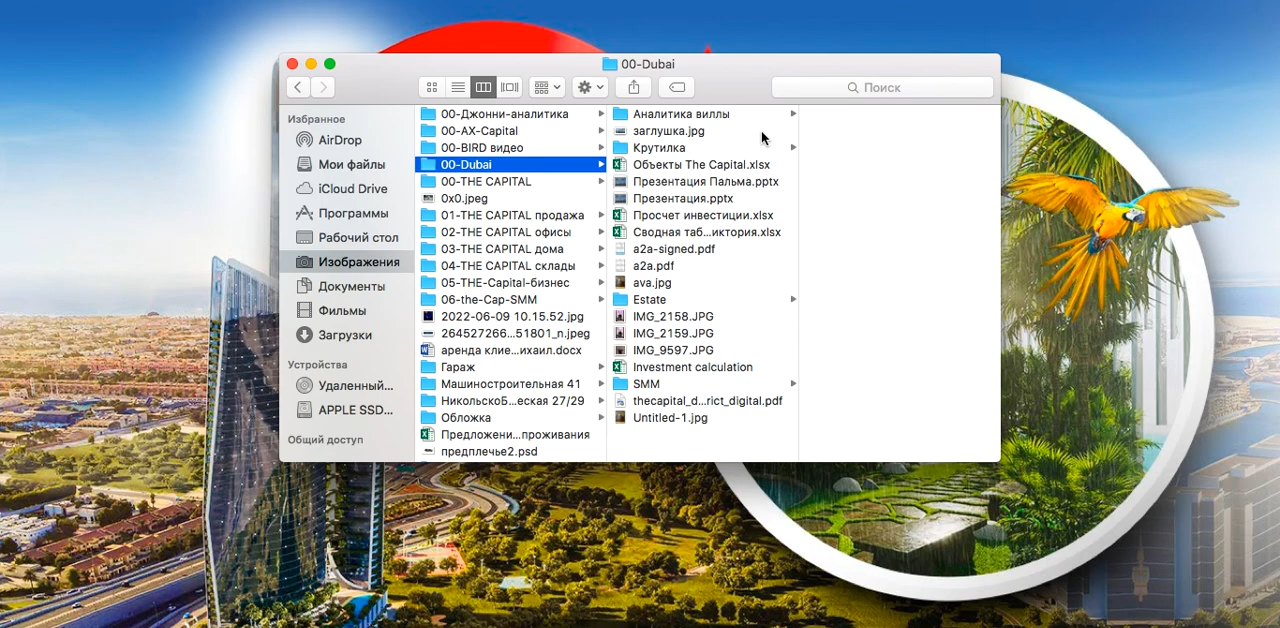 00-Dubai
Поиск
Избранное
AirDrop
Мои файлы
iCloud Drive
Программы
Рабочий стол
Изображения
Документы
Фильмы
Загрузки
Устройства
Удаленный...
APPLE SSD...
Общий доступ
00-Джонни-аналитика
00-AX-Capital
00-BIRD видео
00-Dubai
00-THE CAPITAL
0x0.jpeg
01-THE CAPITAL продажа
02-THE CAPITAL офисы
03-THE CAPITAL дома
04-THE CAPITAL склады
05-THE-Capital-бизнес
06-the-Cap-SMM
2022-06-09 10.15.52.jpg
264527266...51801_n.jpeg
аренда клие...ихаил.docx
Гараж
Машиностроительная 41
НикольскоБ...еская 27/29
Обложка
Предложени...проживания
предплечье2.psd
Аналитика виллы
заглушка.jpg
Крутилка
Объекты The Capital.xlsx
Презентация Пальма.pptx
Презентация.pptx
Просчет инвестиции.xlsx
Сводная таб...иктория.xlsx
a2a-signed.pdf
a2a.pdf
ava.jpg
Estate
IMG_2158.JPG
IMG_2159.JPG
IMG_9597.JPG
Investment calculation
SMM
thecapital_d...rict_digital.pdf
Untitled-1.jpg